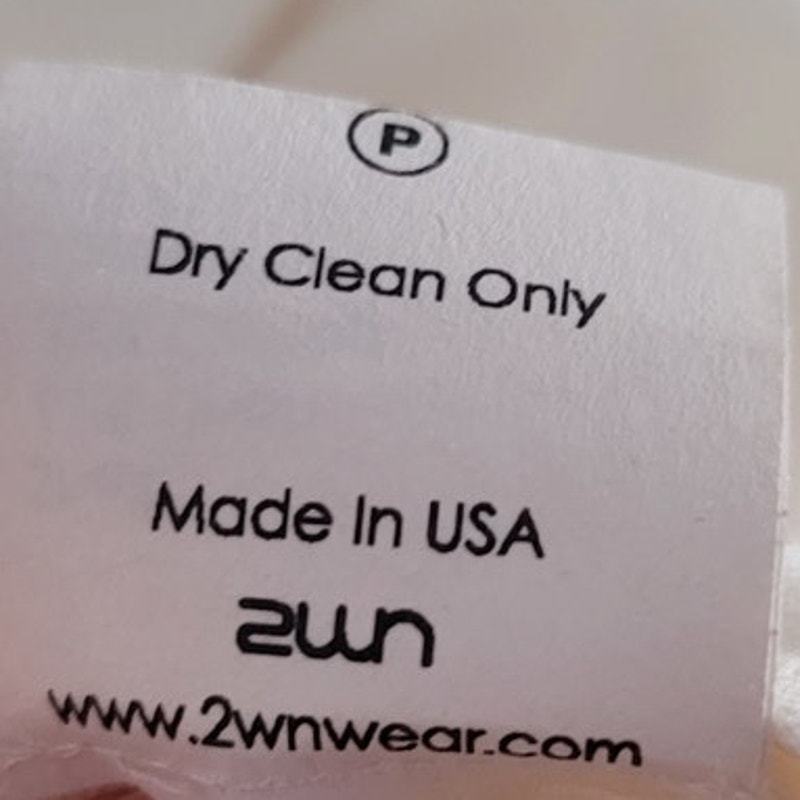 P
Dry Clean Only
Made In USA
2wn
www.2wnwear.com